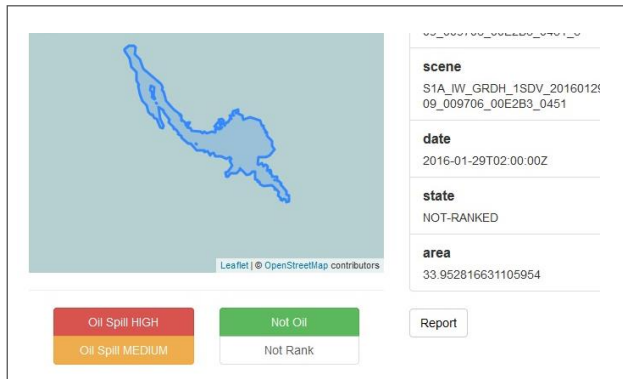 scene
S1A_IW_GRDH_1SDV_20160129
09_009706_00E2B3_0451
date
2016-01-29T02:00:00Z
state
NOT-RANKED
area
33.952816631105954
Leaflet | © OpenStreetMap contributors
Oil Spill HIGH
Not Oil
Report
Oil Spill MEDIUM
Not Rank